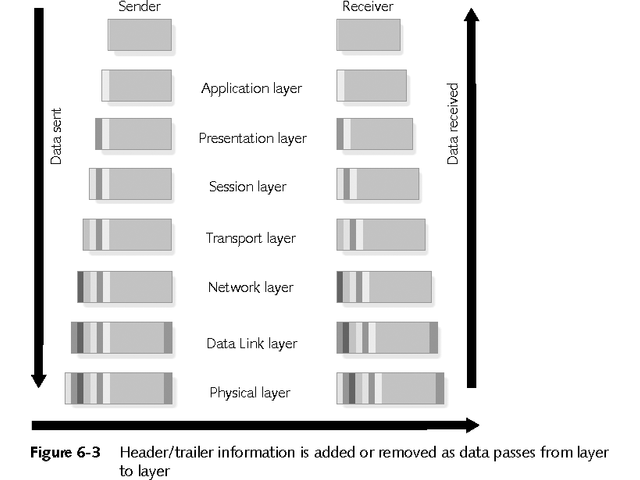 Sender
Receiver
Application layer
Presentation layer
Session layer
Transport layer
Network layer
Data Link layer
Physical layer
Data sent
Data received
Figure 6-3 Header/trailer information is added or removed as data passes from layer
to layer